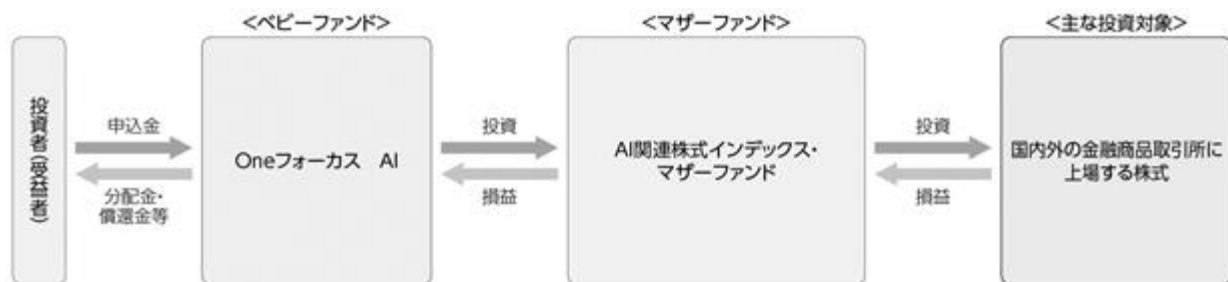 <ベビーファンド>
<マザーファンド>
<主な投資対象>
投資者(受益者)
申込金
分配金・
償還金等
Oneフォーカス AI
投資
損益
AI関連株式インデックス・
マザーファンド
投資
損益
国内外の金融商品取引所に
上場する株式